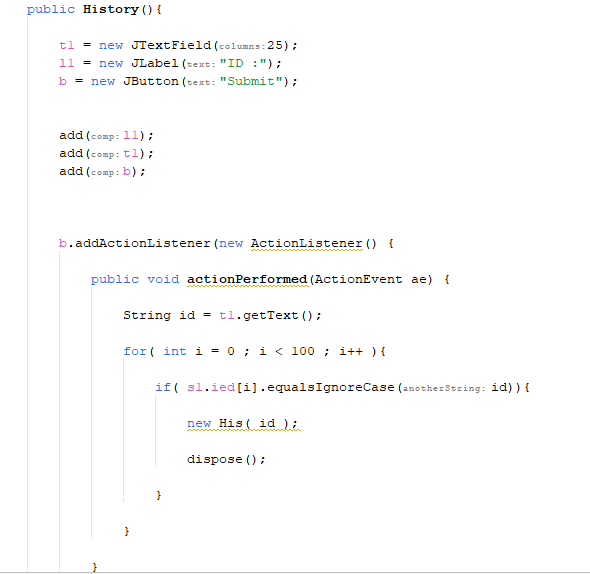 public History(){
t1 = new JTextField(columns:25);
l1 = new JLabel(text: "ID :");
b = new JButton(text: "Submit");
add(comp: l1);
add(comp: t1);
add(comp: b);
b.addActionListener(new ActionListener() {
public void actionPerformed(ActionEvent ae) {
String id = t1.getText();
for( int i = 0 ; i < 100 ; i++ ){
if( sl.ied[i].equalsIgnoreCase(anotherString: id)){
new His( id );
dispose();
}
}
}